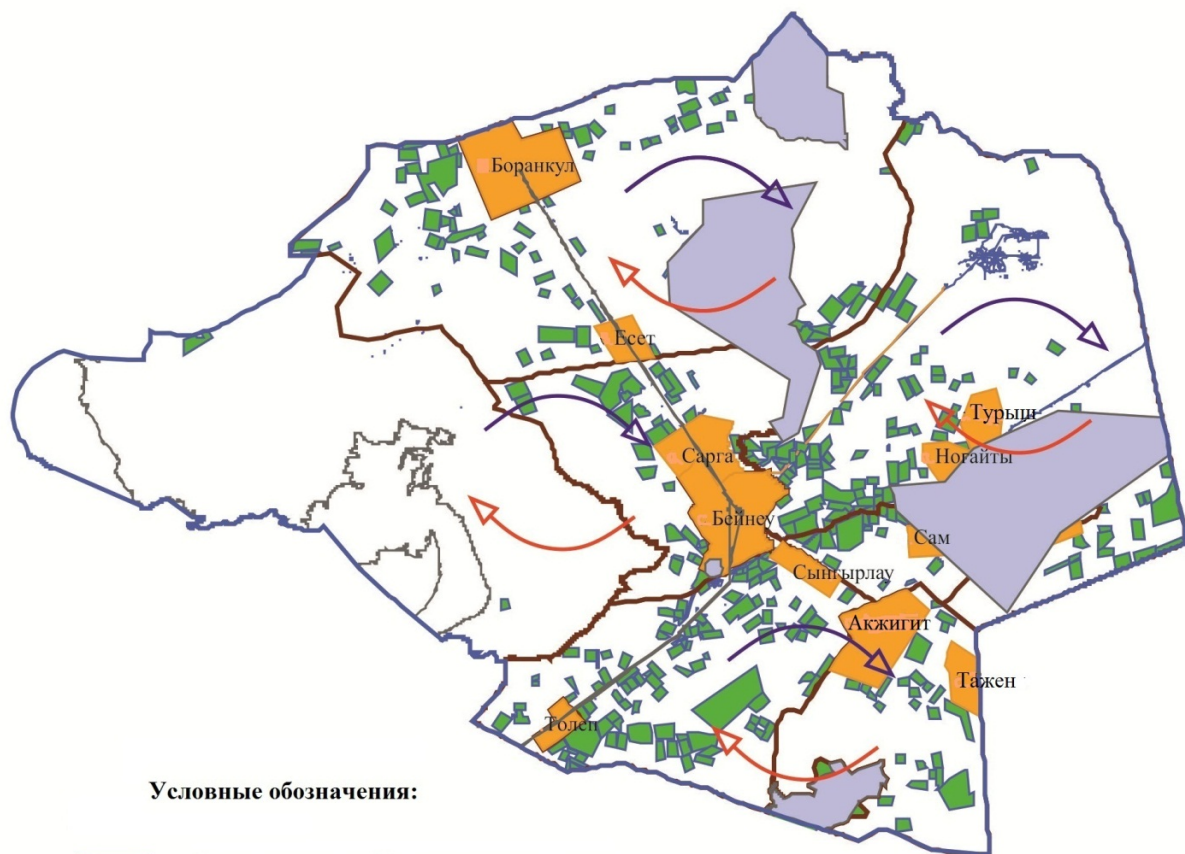 Боранкул
Есет
Турыш
Сарга
Ногайты
Бейнеу
Сам
Сынгырлау
Акжигит
Тажен
Толеп
Условные обозначения: